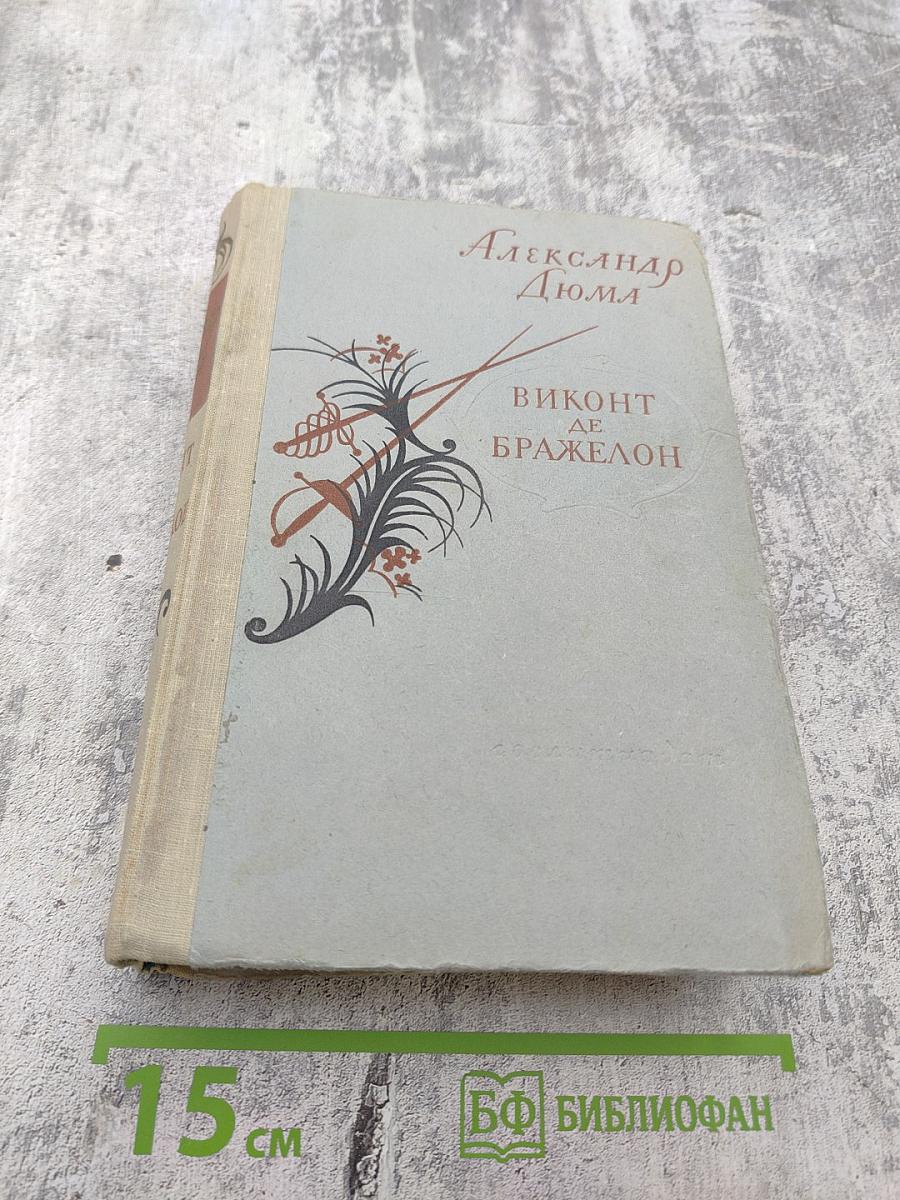 Александр
Дюма
ВИКОНТ
ДЕ
БРАЖЕЛОН
15 см
БФ БИБЛИОФАН